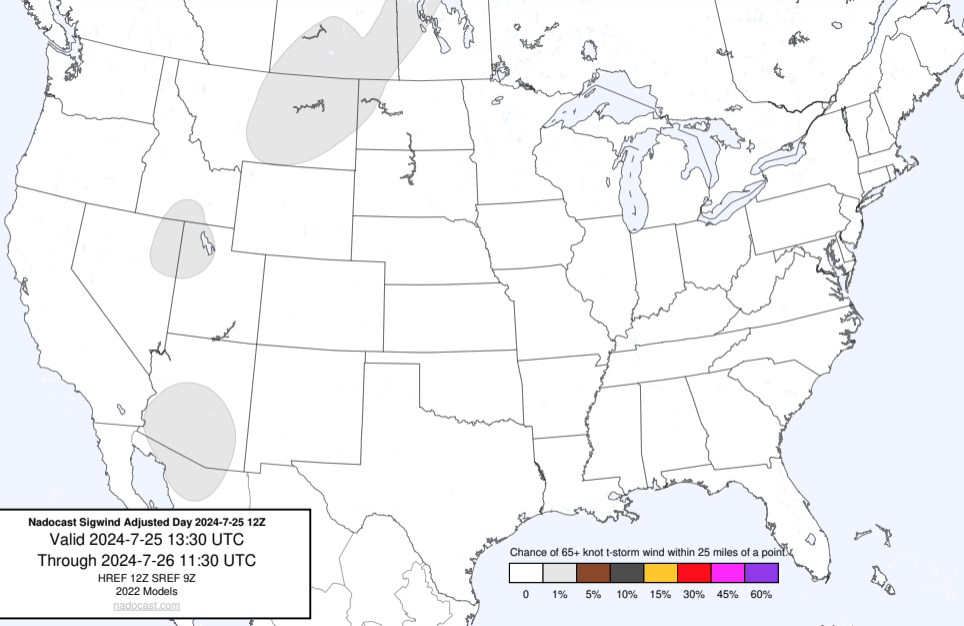 Nadocast Sigwind Adjusted Day 2024-7-25 12Z
Valid 2024-7-25 13:30 UTC
Through 2024-7-26 11:30 UTC
HREF 12Z SREF 9Z
2022 Models
nadocast.com
Chance of 65+ knot t-storm wind within 25 miles of a point.
0 1% 5% 10% 15% 30% 45% 60%